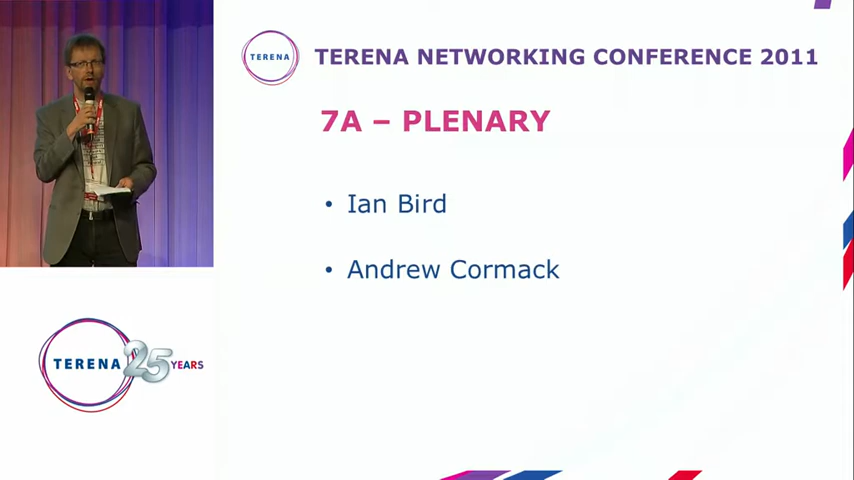 TERENA
TERENA NETWORKING CONFERENCE 2011
7A – PLENARY
• Ian Bird
• Andrew Cormack
TERENA 25 YEARS